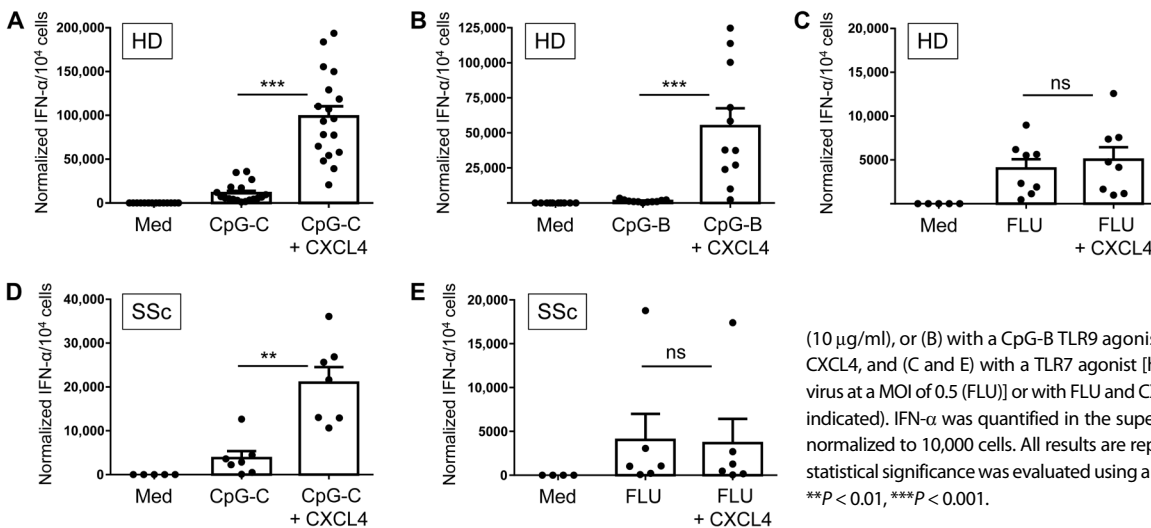 A
HD
Normalized IFN-α/10⁴ cells
200,000
150,000
100,000
50,000
0
***
Med
CpG-C
CpG-C
+ CXCL4
B
HD
Normalized IFN-α/10⁴ cells
125,000
100,000
75,000
50,000
25,000
0
***
Med
CpG-B
CpG-B
+ CXCL4
C
HD
Normalized IFN-α/10⁴ cells
20,000
15,000
10,000
5000
0
ns
Med
FLU
FLU
+ CXCL4
D
SSc
Normalized IFN-α/10⁴ cells
40,000
30,000
20,000
10,000
0
**
Med
CpG-C
CpG-C
+ CXCL4
E
SSc
Normalized IFN-α/10⁴ cells
20,000
15,000
10,000
5000
0
ns
Med
FLU
FLU
+ CXCL4
(10 μg/ml), or (B) with a CpG-B TLR9 agonis
CXCL4, and (C and E) with a TLR7 agonist [h
virus at a MOI of 0.5 (FLU)] or with FLU and C
indicated). IFN-α was quantified in the supe
normalized to 10,000 cells. All results are rep
statistical significance was evaluated using a
**P < 0.01, ***P < 0.001.